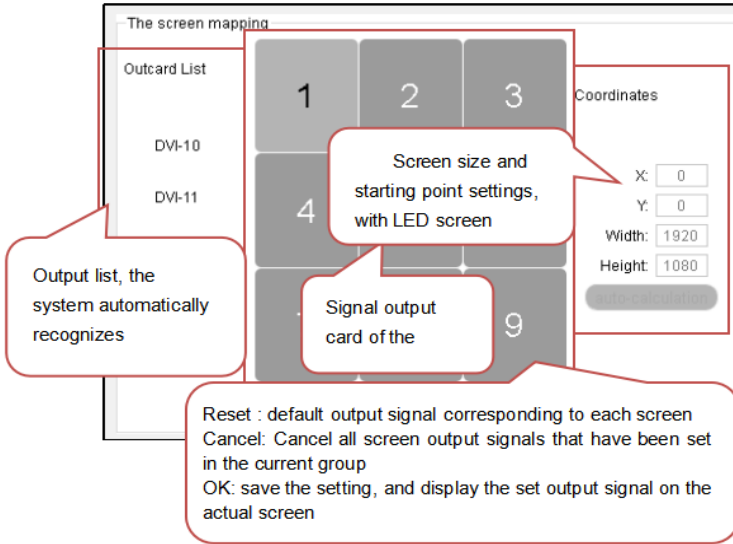 The screen mapping
Outcard List
DVI-10
DVI-11
1
2
3
4
9
Coordinates
X: 0
Y: 0
Width: 1920
Height: 1080
auto-calculation
Screen size and
starting point settings,
with LED screen
Output list, the
system automatically
recognizes
Signal output
card of the
Reset : default output signal corresponding to each screen
Cancel: Cancel all screen output signals that have been set
in the current group
OK: save the setting, and display the set output signal on the
actual screen